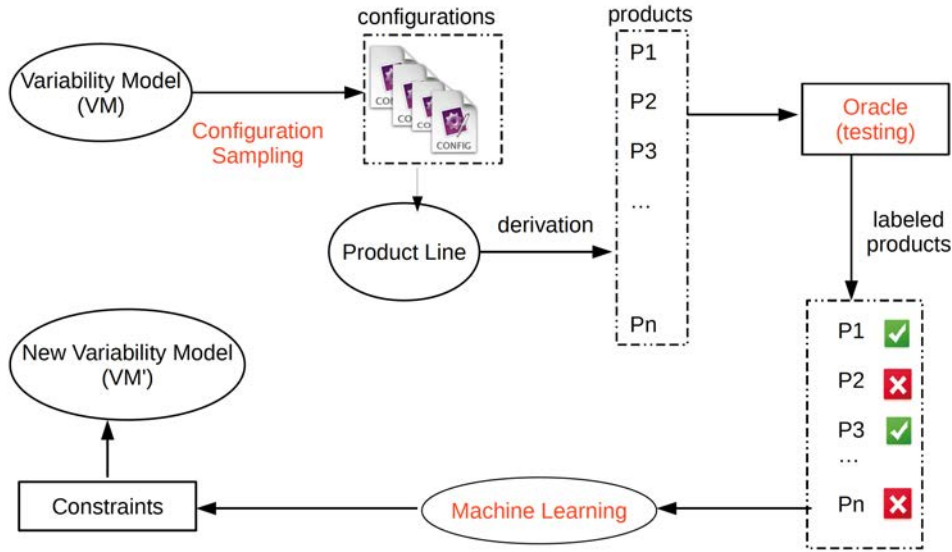 configurations
products
Variability Model
(VM)
Configuration
Sampling
CONFIG
P1
P2
P3
...
Pn
Oracle
(testing)
Product Line
derivation
labeled
products
P1
P2
P3
...
Pn
New Variability Model
(VM')
Constraints
Machine Learning